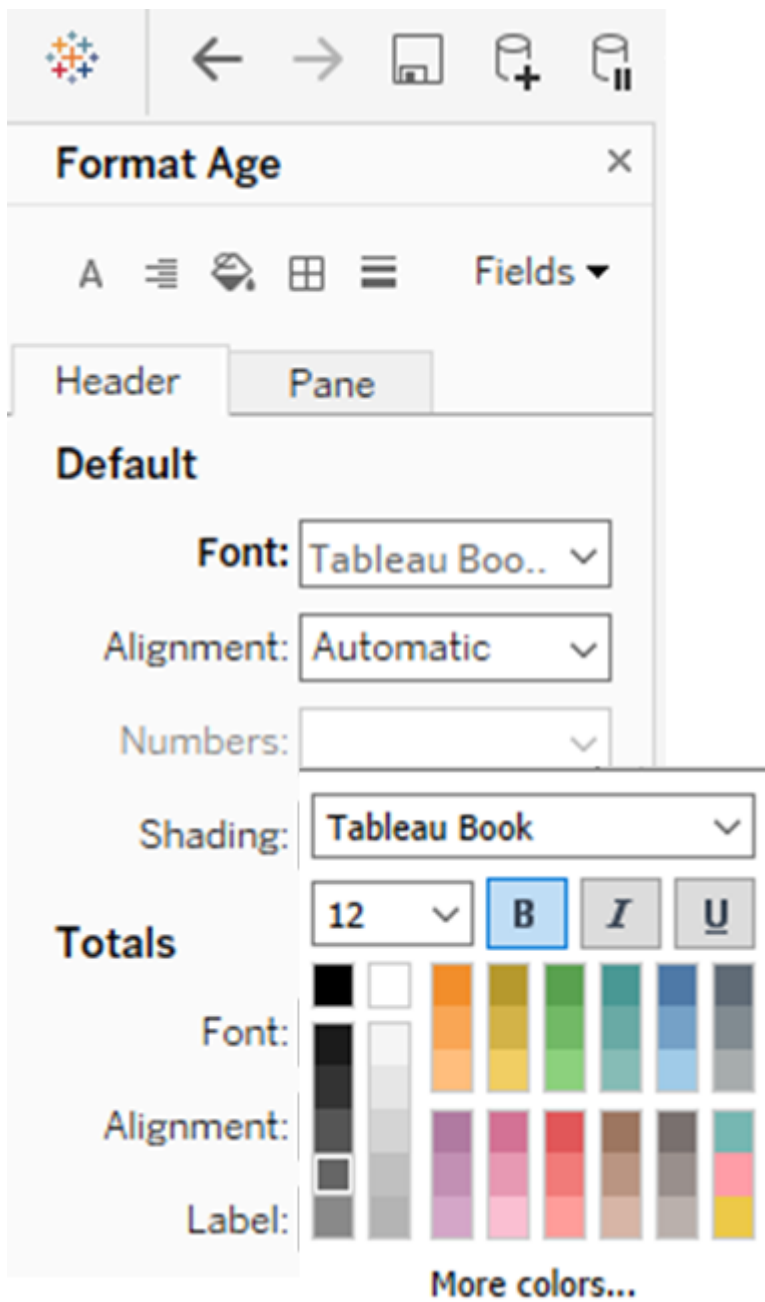 Format Age
A Fields
Header Pane
Default
Font: Tableau Boo..
Alignment: Automatic
Numbers:
Shading: Tableau Book
12 B I U
Totals
Font:
Alignment:
Label:
More colors...